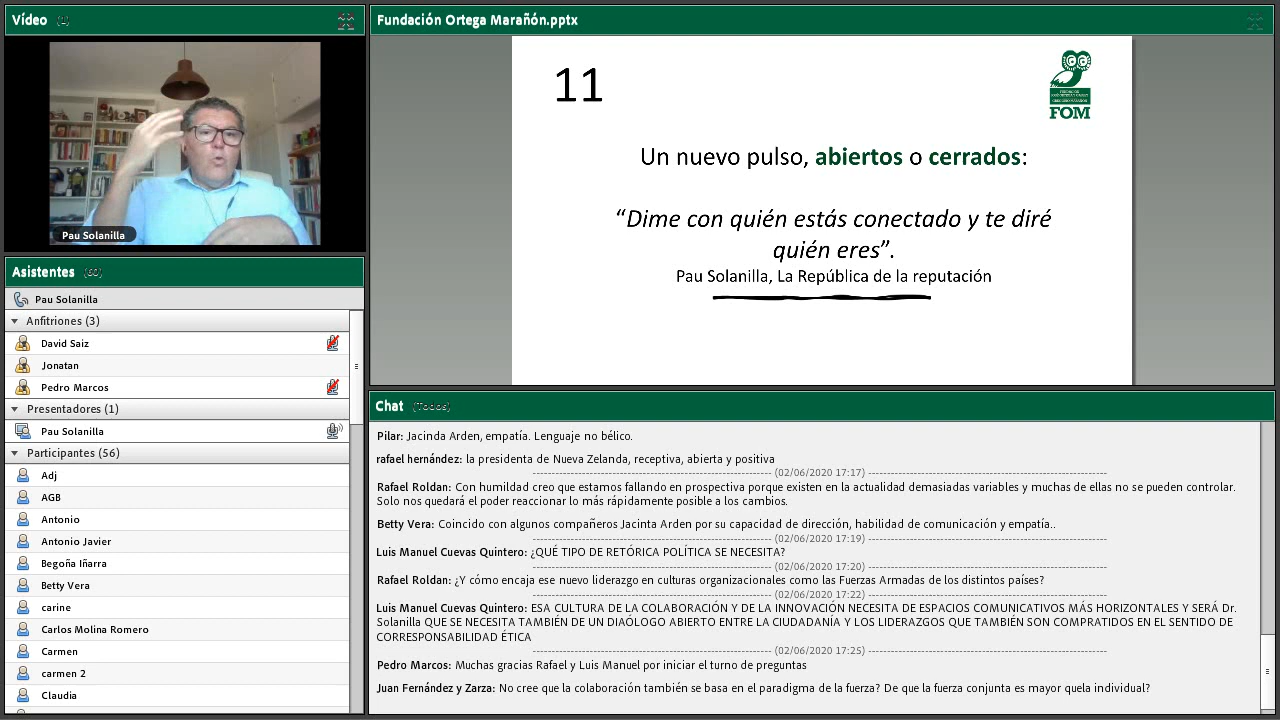 Vídeo (1)
Pau Solanilla
Asistentes (60)
Pau Solanilla
Anfitriones (3)
David Saiz
Jonatan
Pedro Marcos
Presentadores (1)
Pau Solanilla
Participantes (56)
Adj
AGB
Antonio
Antonio Javier
Begoña Iñarra
Betty Vera
carine
Carlos Molina Romero
Carmen
carmen 2
Claudia
Fundación Ortega Marañón.pptx
11
FOM
Un nuevo pulso, abiertos o cerrados:
“Dime con quién estás conectado y te diré
quién eres”.
Pau Solanilla, La República de la reputación
Chat (Todos)
Pilar: Jacinda Arden, empatía. Lenguaje no bélico.
rafael hernández: la presidenta de Nueva Zelanda, receptiva, abierta y positiva
(02/06/2020 17:17)
Rafael Roldan: Con humildad creo que estamos fallando en prospectiva porque existen en la actualidad demasiadas variables y muchas de ellas no se pueden controlar.
Solo nos quedará el poder reaccionar lo más rápidamente posible a los cambios.
Betty Vera: Coincido con algunos compañeros Jacinta Arden por su capacidad de dirección, habilidad de comunicación y empatía..
(02/06/2020 17:19)
Luis Manuel Cuevas Quintero: ¿QUÉ TIPO DE RETÓRICA POLÍTICA SE NECESITA?
(02/06/2020 17:20)
Rafael Roldan: ¿Y cómo encaja ese nuevo liderazgo en culturas organizacionales como las Fuerzas Armadas de los distintos países?
(02/06/2020 17:22)
Luis Manuel Cuevas Quintero: ESA CULTURA DE LA COLABORACIÓN Y DE LA INNOVACIÓN NECESITA DE ESPACIOS COMUNICATIVOS MÁS HORIZONTALES Y SERÁ Dr.
Solanilla QUE SE NECESITA TAMBIÉN DE UN DIAÓLOGO ABIERTO ENTRE LA CIUDADANÍA Y LOS LIDERAZGOS QUE TAMBIÉN SON COMPRATIDOS EN EL SENTIDO DE
CORRESPONSABILIDAD ÉTICA
(02/06/2020 17:25)
Pedro Marcos: Muchas gracias Rafael y Luis Manuel por iniciar el turno de preguntas
Juan Fernández y Zarza: No cree que la colaboración también se basa en el paradigma de la fuerza? De que la fuerza conjunta es mayor quela individual?